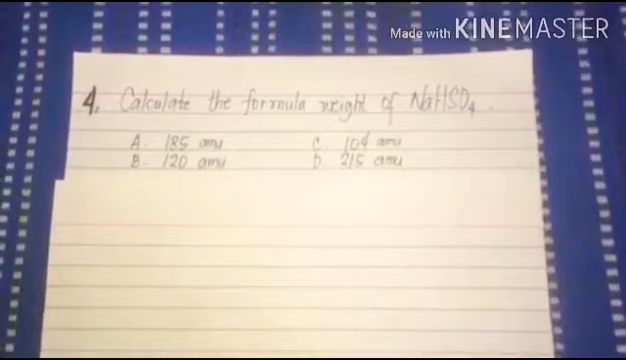 Made with KINEMASTER
4. Calculate the formula weight of NaHSO4.
A. 185 amu C. 104 amu
B. 120 amu D 215 amu